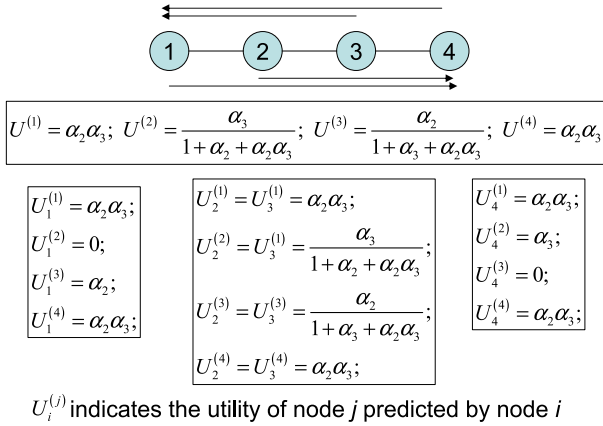 1 2 3 4
U^{(1)} = α_2α_3; U^{(2)} = \frac{α_3}{1 + α_2 + α_2α_3}; U^{(3)} = \frac{α_2}{1 + α_3 + α_2α_3}; U^{(4)} = α_2α_3
U_1^{(1)} = α_2α_3;
U_1^{(2)} = 0;
U_1^{(3)} = α_2;
U_1^{(4)} = α_2α_3;
U_2^{(1)} = U_3^{(1)} = α_2α_3;
U_2^{(2)} = U_3^{(1)} = \frac{α_3}{1 + α_2 + α_2α_3};
U_2^{(3)} = U_3^{(3)} = \frac{α_2}{1 + α_3 + α_2α_3};
U_2^{(4)} = U_3^{(4)} = α_2α_3;
U_4^{(1)} = α_2α_3;
U_4^{(2)} = α_3;
U_4^{(3)} = 0;
U_4^{(4)} = α_2α_3;
U_i^{(j)} indicates the utility of node j predicted by node i